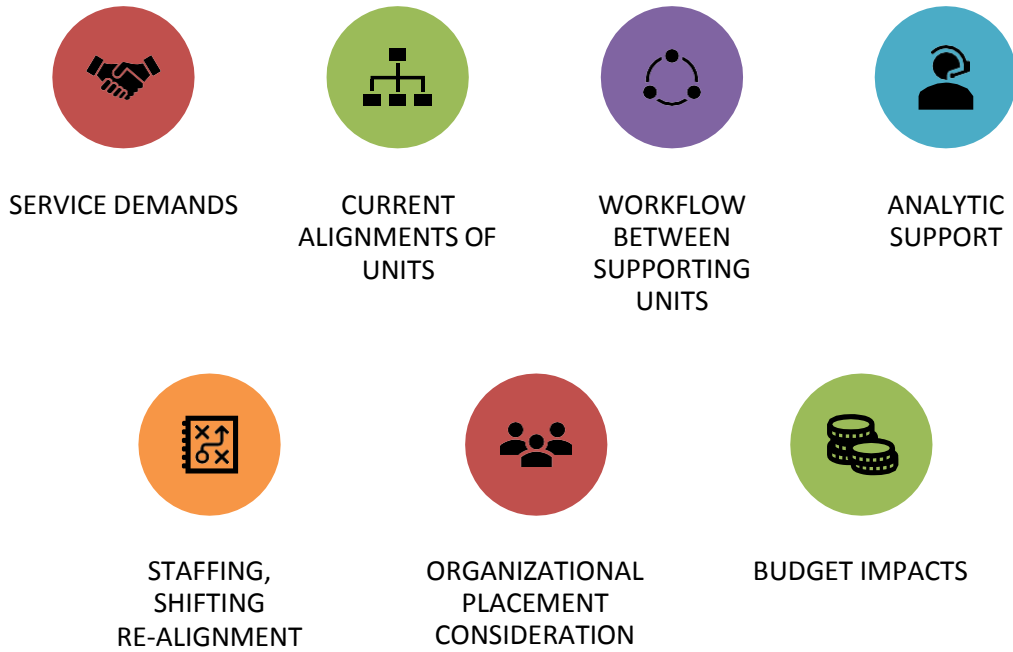 SERVICE DEMANDS
CURRENT
ALIGNMENTS OF
UNITS
WORKFLOW
BETWEEN
SUPPORTING
UNITS
ANALYTIC
SUPPORT
STAFFING,
SHIFTING
RE-ALIGNMENT
ORGANIZATIONAL
PLACEMENT
CONSIDERATION
BUDGET IMPACTS